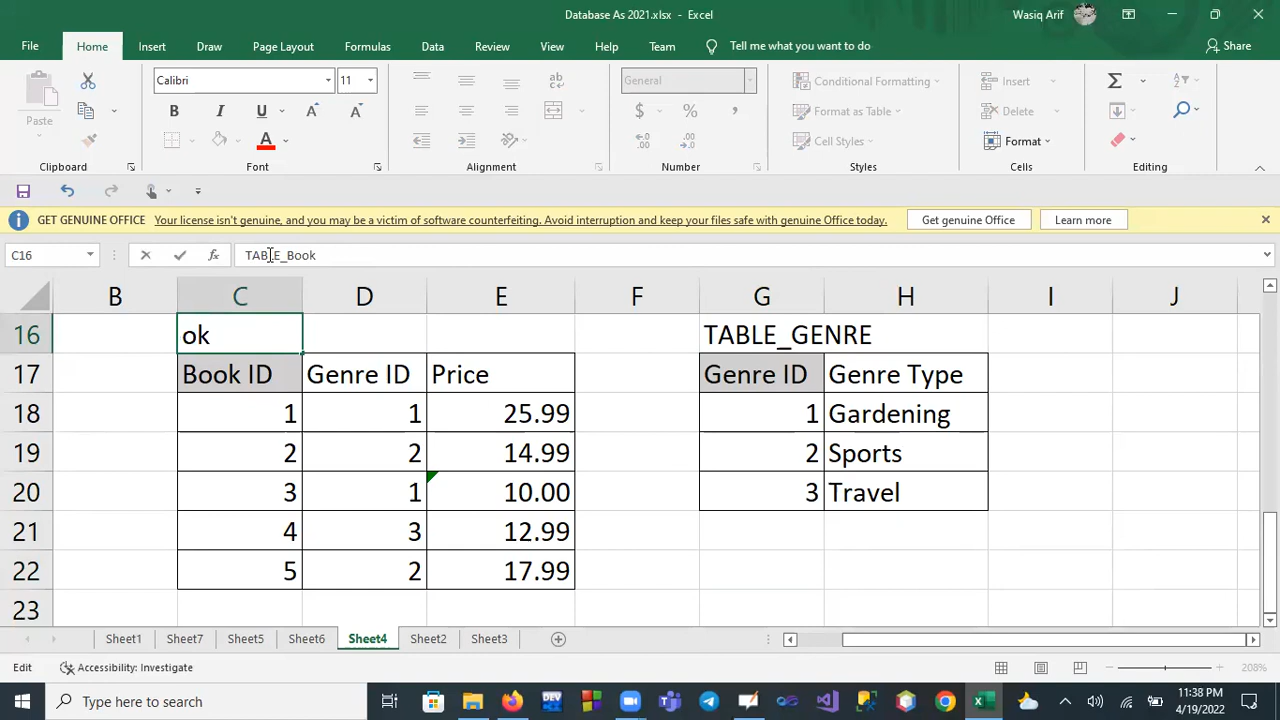 Database As 2021.xlsx - Excel
Wasiq Arif
File Home Insert Draw Page Layout Formulas Data Review View Help Team Tell me what you want to do Share
Paste
Calibri 11
B I U A A A
ab
General
$ % ,
Conditional Formatting
Format as Table
Cell Styles
Insert
Delete
Format
Clipboard Font Alignment Number Styles Cells Editing
GET GENUINE OFFICE Your license isn't genuine, and you may be a victim of software counterfeiting. Avoid interruption and keep your files safe with genuine Office today. Get genuine Office Learn more
C16 fx TABLE_Book
B C D E F G H I J
16 ok TABLE_GENRE
17 Book ID Genre ID Price Genre ID Genre Type
18 1 1 25.99 1 Gardening
19 2 2 14.99 2 Sports
20 3 1 10.00 3 Travel
21 4 3 12.99
22 5 2 17.99
23
Sheet1 Sheet7 Sheet5 Sheet6 Sheet4 Sheet2 Sheet3
Edit Accessibility: Investigate 208%
Type here to search
DEV
11:38 PM
4/19/2022